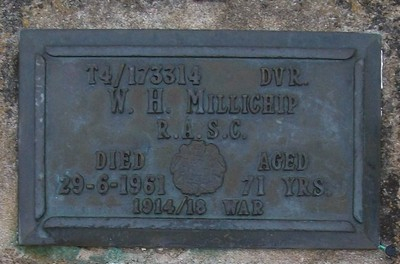 T4/173314 DVR.
W. H. MILLICHIP
R.A.S.C.
DIED AGED
29-6-1961 71 YRS.
1914/18 WAR